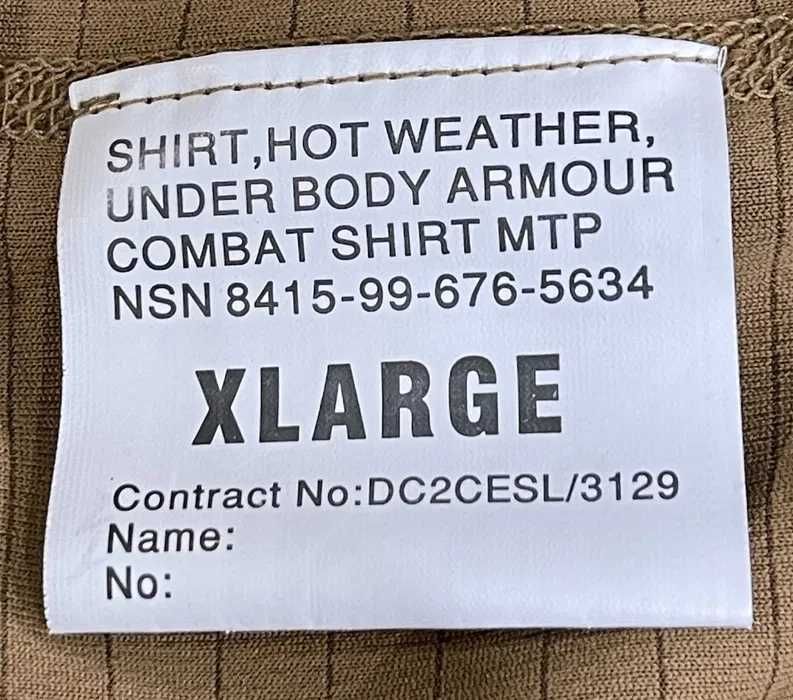 SHIRT,HOT WEATHER,
UNDER BODY ARMOUR
COMBAT SHIRT MTP
NSN 8415-99-676-5634
XLARGE
Contract No:DC2CESL/3129
Name:
No: